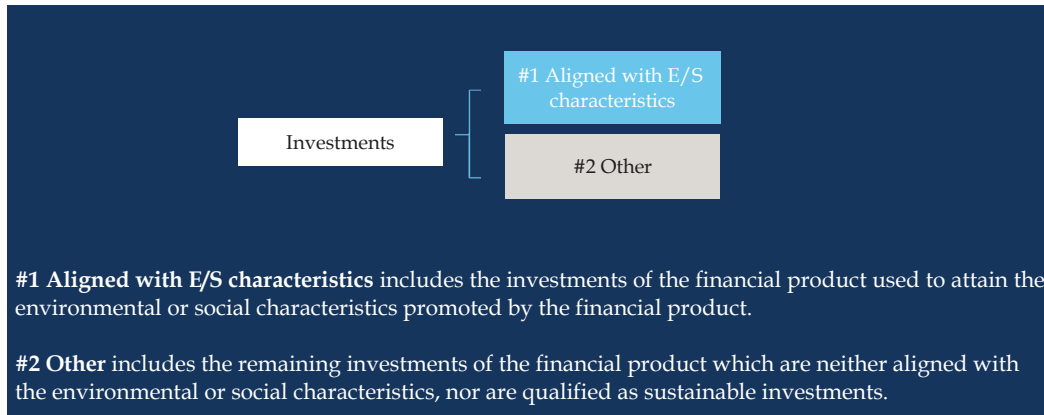 #1 Aligned with E/S
characteristics
Investments
#2 Other
#1 Aligned with E/S characteristics includes the investments of the financial product used to attain the
environmental or social characteristics promoted by the financial product.
#2 Other includes the remaining investments of the financial product which are neither aligned with
the environmental or social characteristics, nor are qualified as sustainable investments.